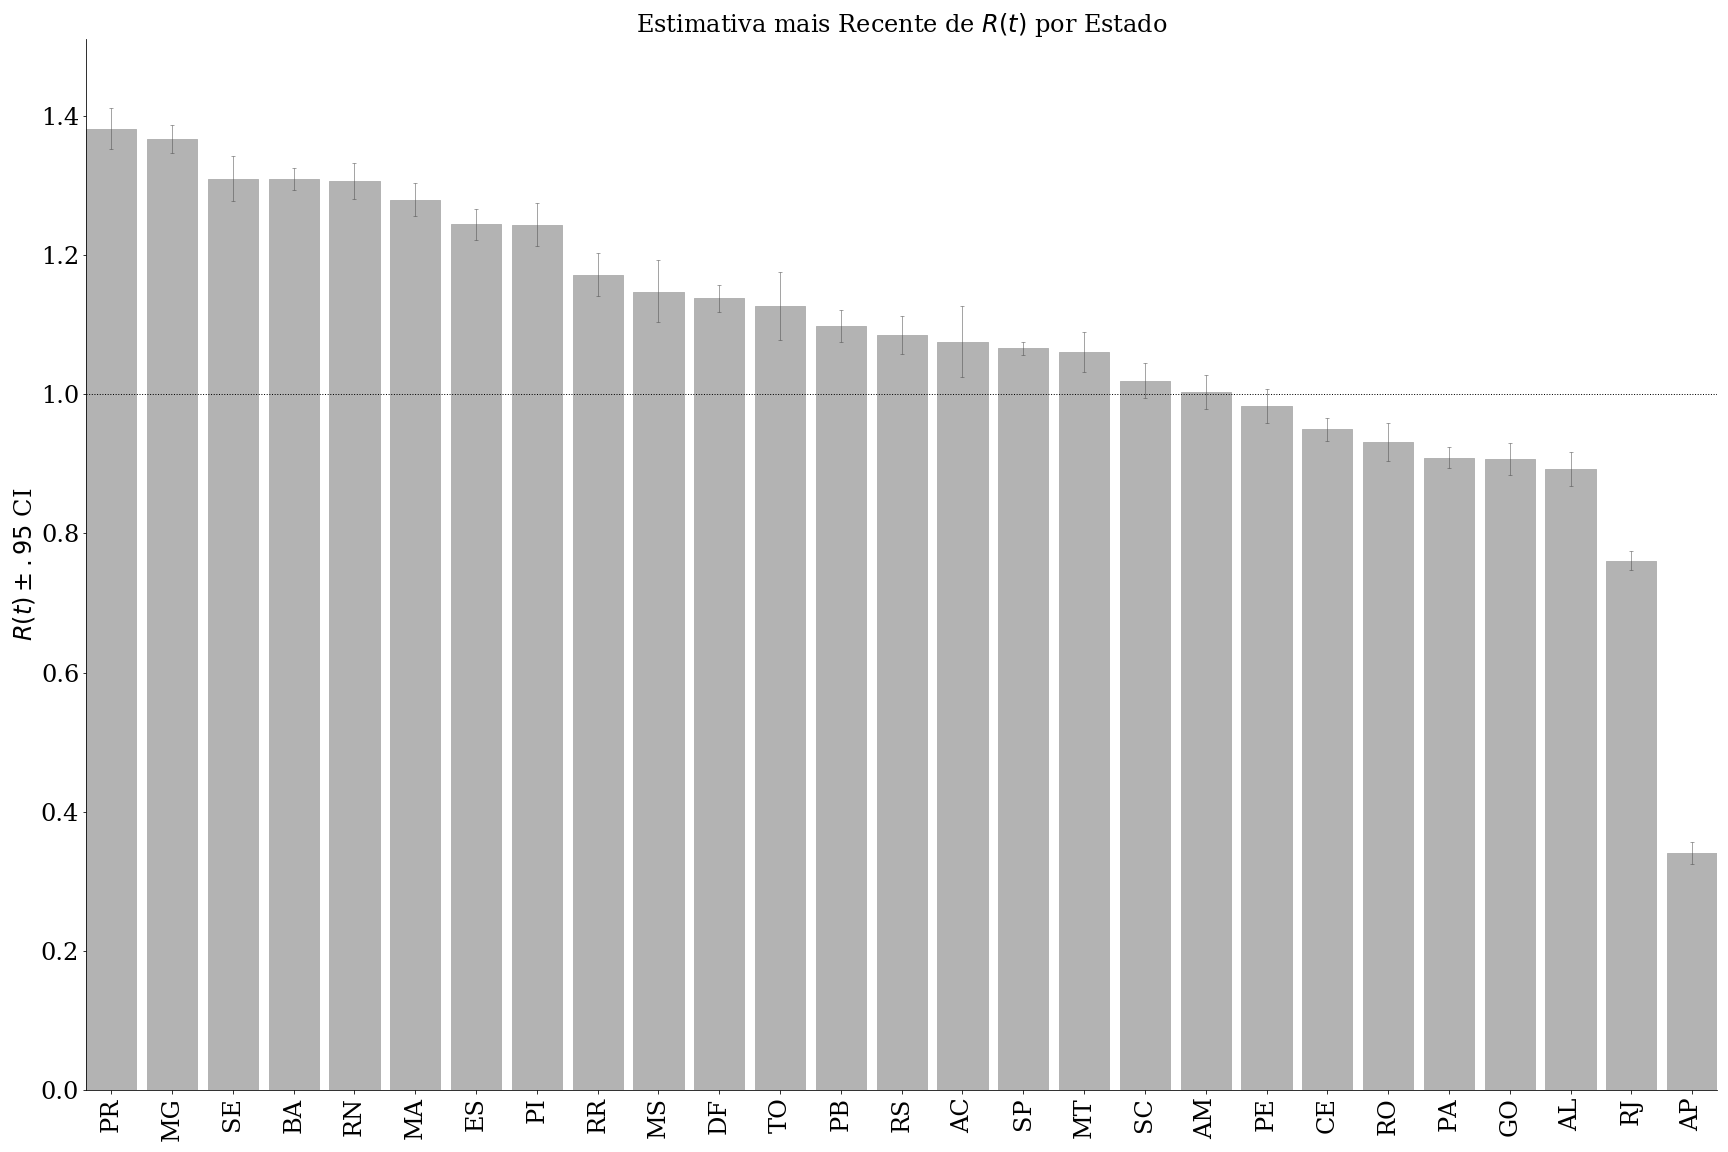 Estimativa mais Recente de R(t) por Estado
R(t) ± .95 CI
1.4
1.2
1.0
0.8
0.6
0.4
0.2
0.0
PR
MG
SE
BA
RN
MA
ES
PI
RR
MS
DF
TO
PB
RS
AC
SP
MT
SC
AM
PE
CE
RO
PA
GO
AL
RJ
AP